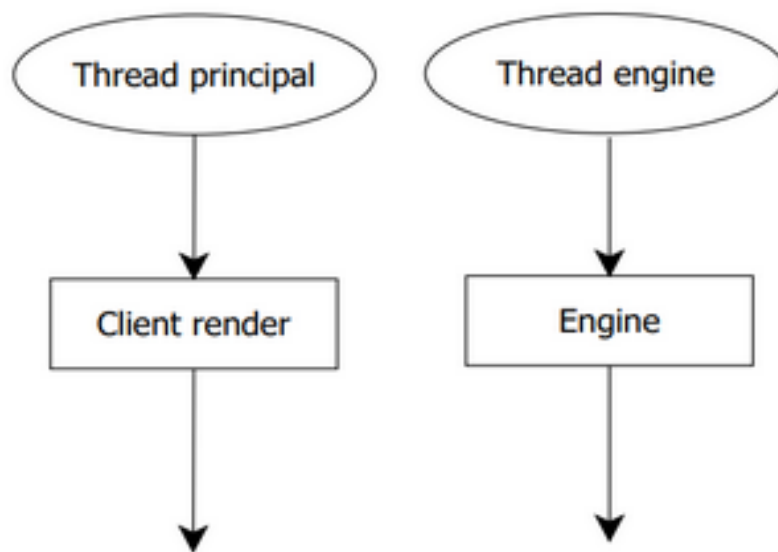 Thread principal
Thread engine
Client render
Engine